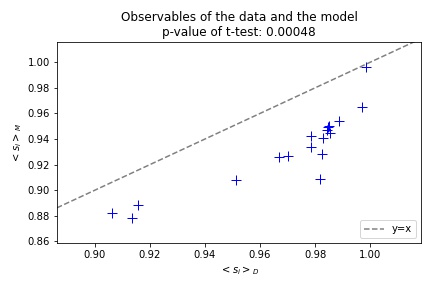 Observables of the data and the model
p-value of t-test: 0.00048
1.00
0.98
0.96
0.94
0.92
0.90
0.88
0.86
< s_i >_M
0.90
0.92
0.94
0.96
0.98
1.00
< s_i >_D
y=x